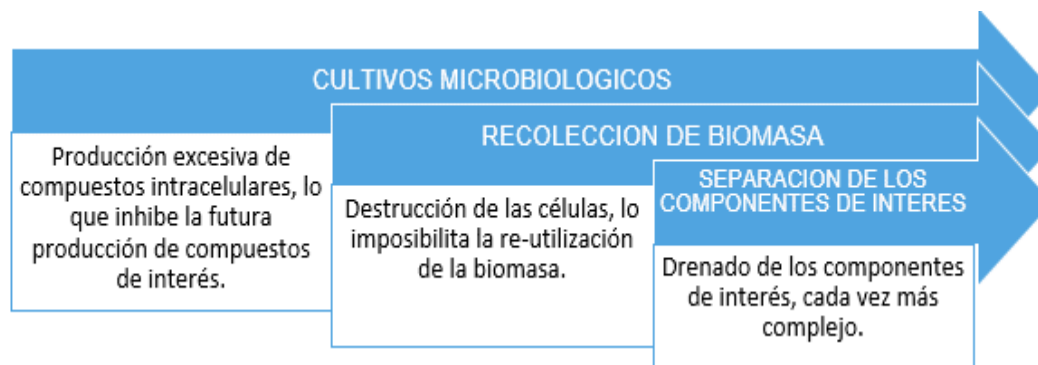 CULTIVOS MICROBIOLOGICOS
Producción excesiva de
compuestos intracelulares, lo
que inhibe la futura
producción de compuestos
de interés.
RECOLECCION DE BIOMASA
Destrucción de las células, lo
imposibilita la re-utilización
de la biomasa.
SEPARACION DE LOS
COMPONENTES DE INTERES
Drenado de los componentes
de interés, cada vez más
complejo.